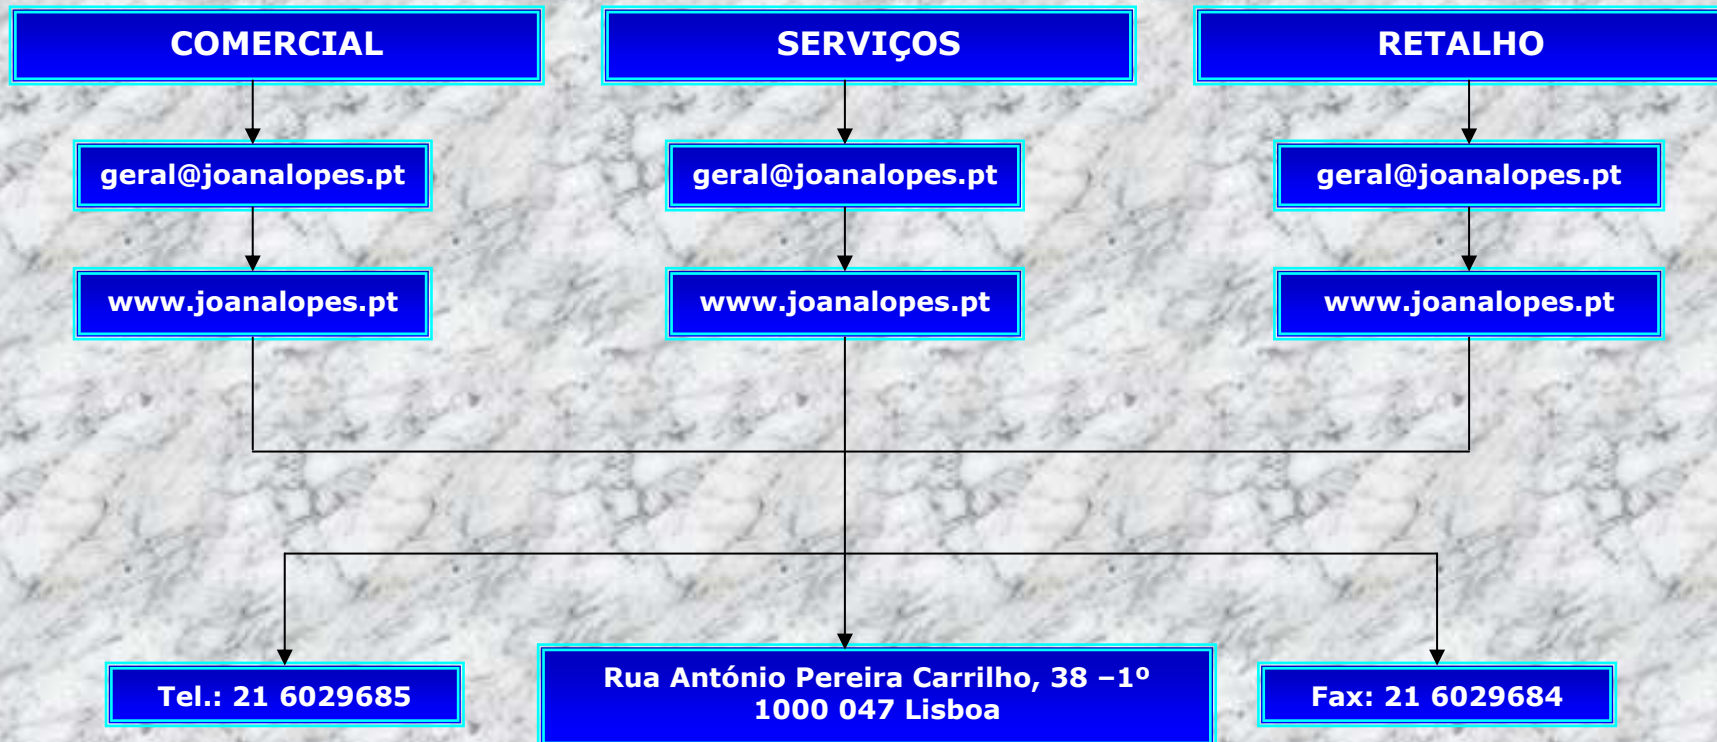 COMERCIAL
SERVIÇOS
RETALHO
geral@joanalopes.pt
geral@joanalopes.pt
geral@joanalopes.pt
www.joanalopes.pt
www.joanalopes.pt
www.joanalopes.pt
Tel.: 21 6029685
Rua António Pereira Carrilho, 38 –1º
1000 047 Lisboa
Fax: 21 6029684